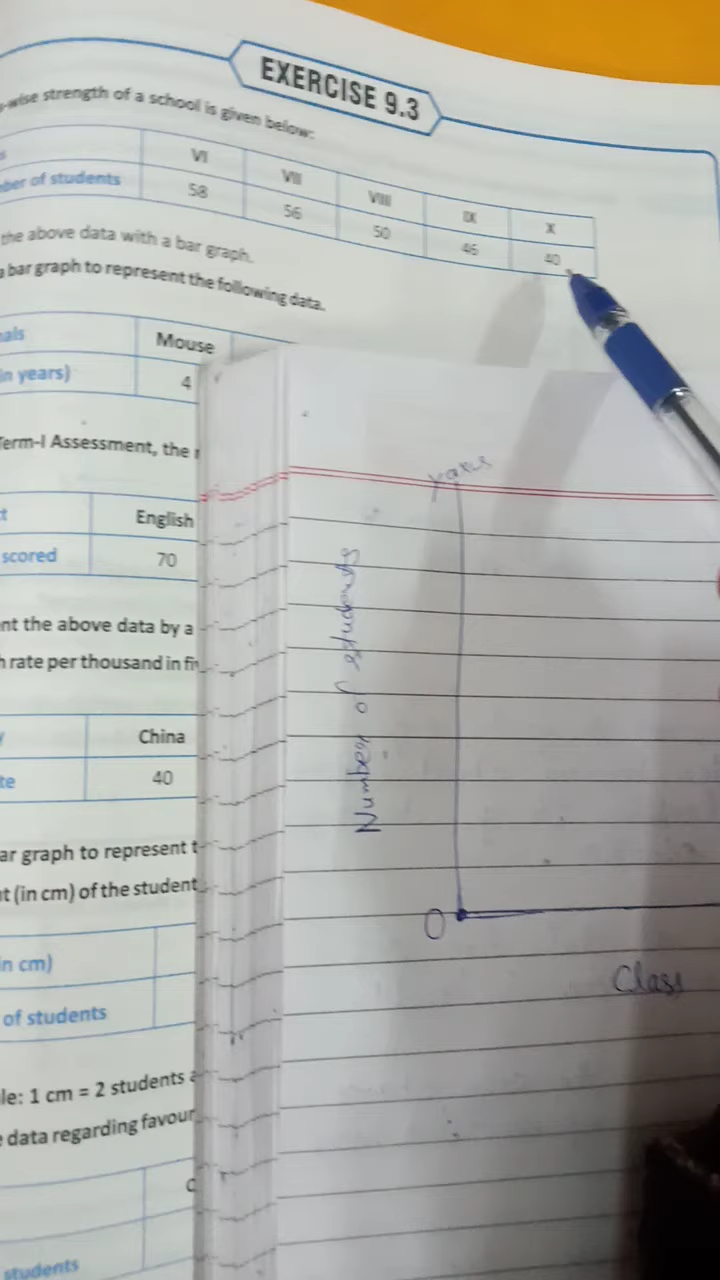 EXERCISE 9.3
-wise strength of a school is given below:
VI VII VIII IX X
ber of students 58 56 50 46 40
the above data with a bar graph.
bar graph to represent the following data.
als Mouse
in years) 4
Term-I Assessment, the
t English
scored 70
nt the above data by a
h rate per thousand in fiv
y China
te 40
ar graph to represent t
t (in cm) of the student
in cm)
of students
le: 1 cm = 2 students a
data regarding favour
students
Number of students
0
Class